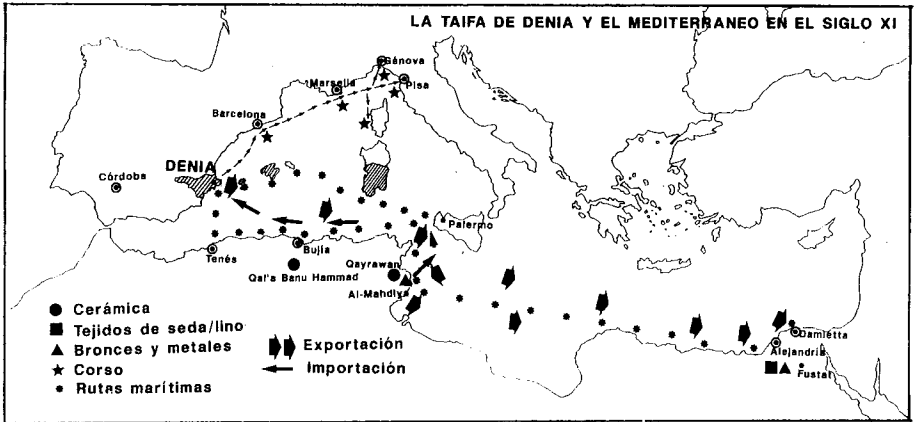 LA TAIFA DE DENIA Y EL MEDITERRANEO EN EL SIGLO XI
Génova
Marsella
Pisa
Barcelona
DENIA
Córdoba
Palermo
Tenés
Bujía
Qal'a Banu Hammad
Qayrawan
Al-Mahdiya
Damietta
Alejandría
Fustat
Cerámica
Tejidos de seda/lino
Bronces y metales
Corso
Rutas marítimas
Exportación
Importación